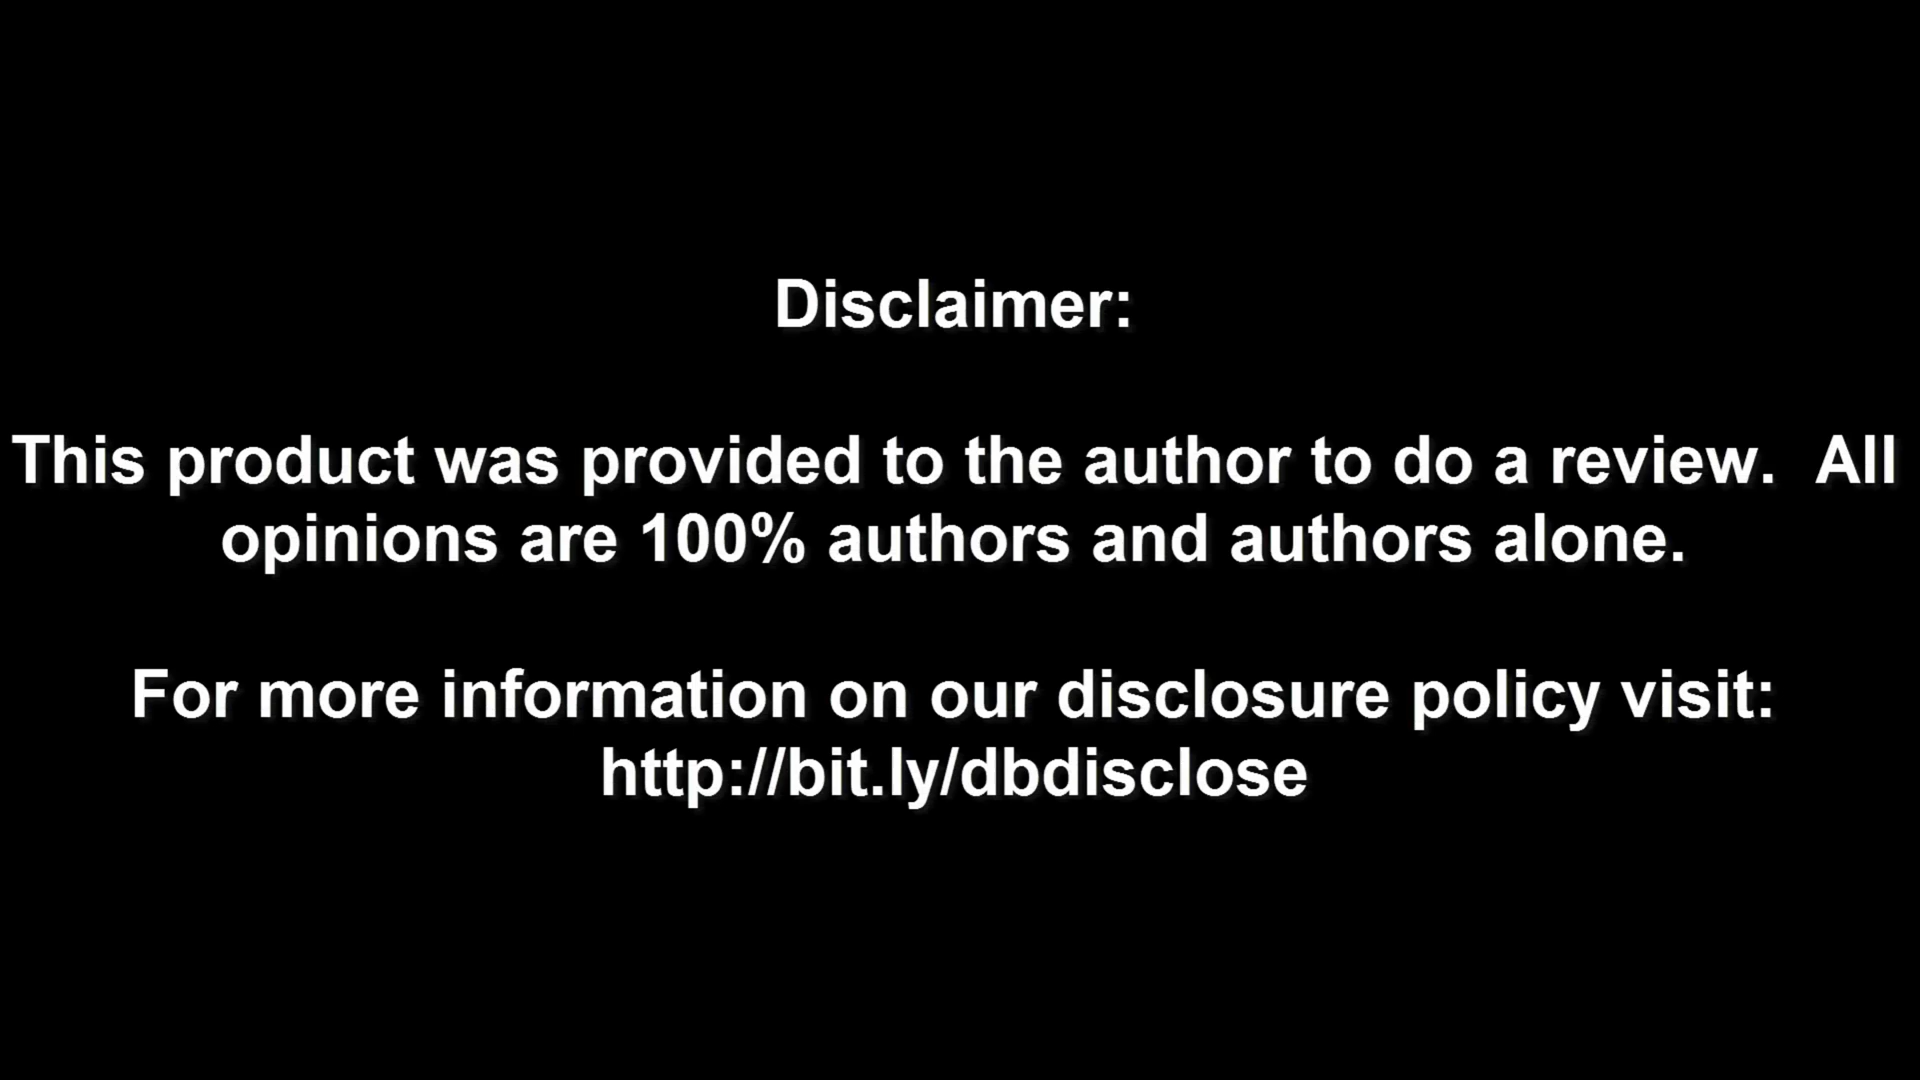 Disclaimer:
This product was provided to the author to do a review.  All
opinions are 100% authors and authors alone.
For more information on our disclosure policy visit:
http://bit.ly/dbdisclose